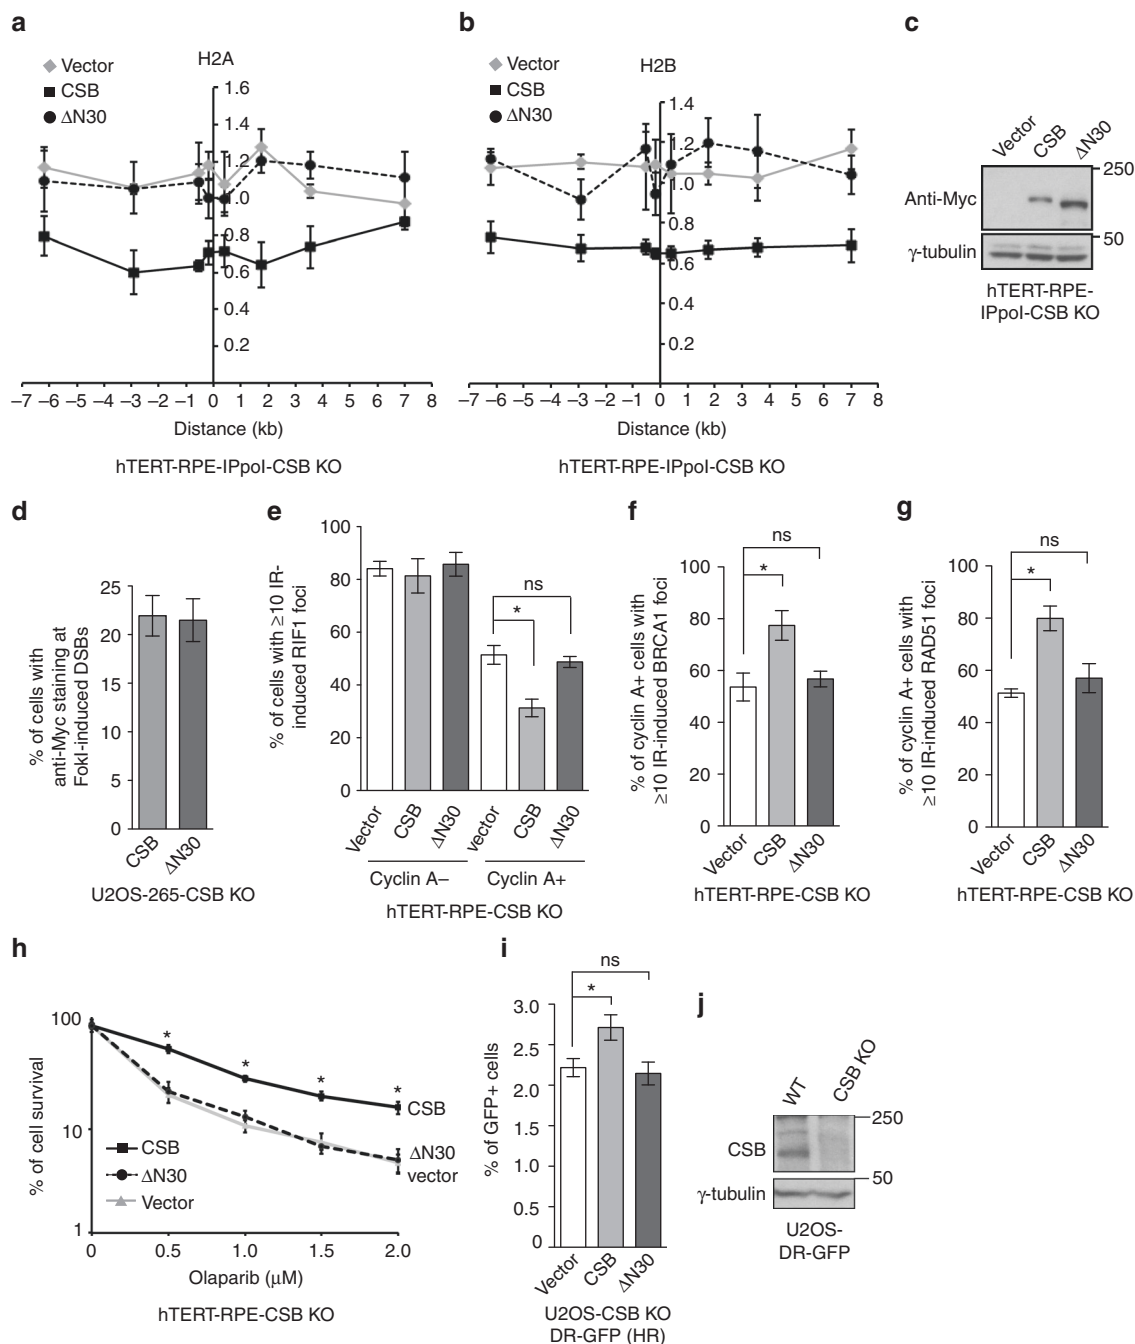 a
H2A
Vector
CSB
ΔN30
1.6
1.4
1.2
1.0
0.8
0.6
0.4
0.2
–7 –6 –5 –4 –3 –2 –1 0 1 2 3 4 5 6 7 8
Distance (kb)
hTERT-RPE-IPpoI-CSB KO
b
H2B
Vector
CSB
ΔN30
1.4
1.2
1.0
0.8
0.6
0.4
0.2
–7 –6 –5 –4 –3 –2 –1 0 1 2 3 4 5 6 7 8
Distance (kb)
hTERT-RPE-IPpoI-CSB KO
c
Vector CSB ΔN30
250
Anti-Myc
50
γ-tubulin
hTERT-RPE-
IPpoI-CSB KO
d
% of cells with
anti-Myc staining at
FokI-induced DSBs
25
20
15
10
5
0
CSB ΔN30
U2OS-265-CSB KO
e
% of cells with ≥10 IR-
induced RIF1 foci
100
80
60
40
20
0
ns
*
Vector CSB ΔN30 vector CSB ΔN30
Cyclin A– Cyclin A+
hTERT-RPE-CSB KO
f
% of cyclin A+ cells with
≥10 IR-induced BRCA1 foci
100
80
60
40
20
0
ns
*
Vector CSB ΔN30
hTERT-RPE-CSB KO
g
% of cyclin A+ cells with
≥10 IR-induced RAD51 foci
100
80
60
40
20
0
ns
*
Vector CSB ΔN30
hTERT-RPE-CSB KO
h
% of cell survival
100
10
1
* * * *
CSB
ΔN30
vector
CSB
ΔN30
Vector
0 0.5 1.0 1.5 2.0
Olaparib (μM)
hTERT-RPE-CSB KO
i
% of GFP+ cells
3.0
2.5
2.0
1.5
1.0
0.5
0
ns
*
Vector CSB ΔN30
U2OS-CSB KO
DR-GFP (HR)
j
WT CSB KO
250
CSB
50
γ-tubulin
U2OS-
DR-GFP